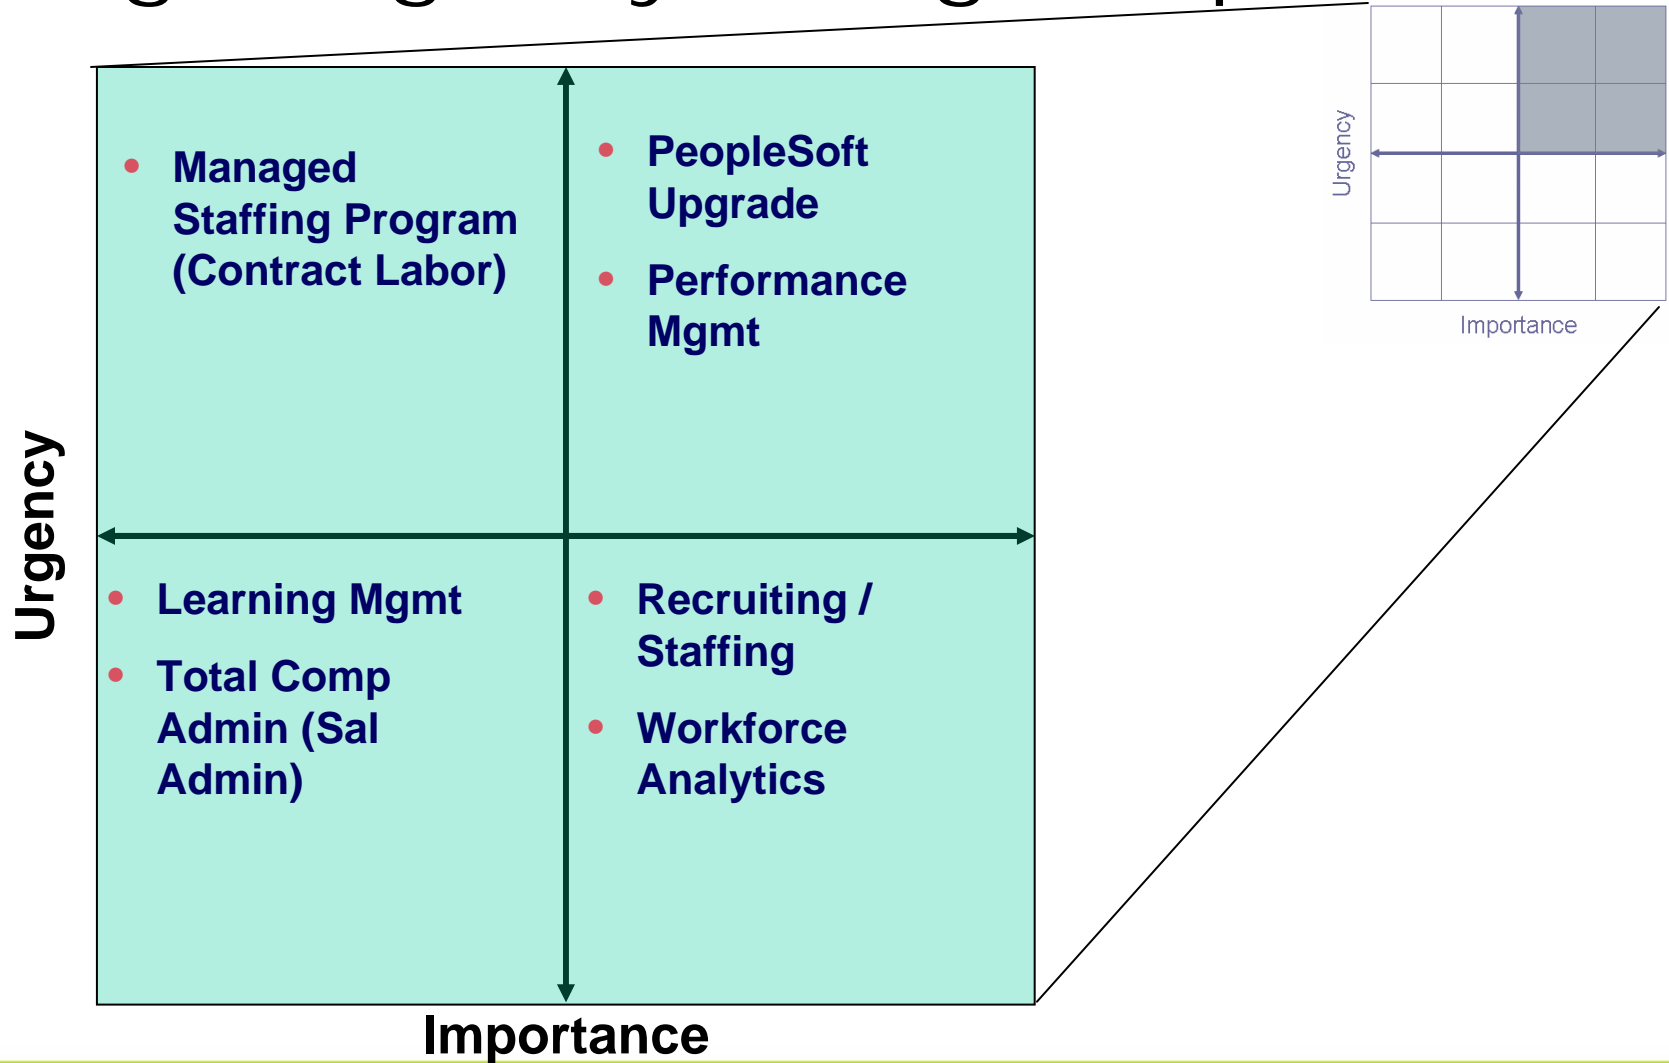 Managed
Staffing Program
(Contract Labor)
PeopleSoft
Upgrade
Performance
Mgmt
Learning Mgmt
Total Comp
Admin (Sal
Admin)
Recruiting /
Staffing
Workforce
Analytics
Urgency
Importance
Urgency
Importance